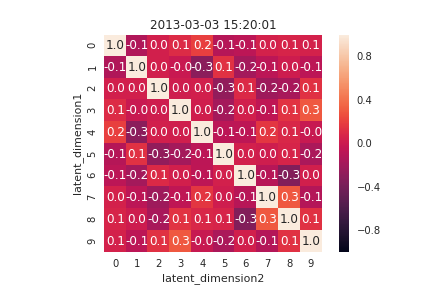 2013-03-03 15:20:01
latent_dimension1
0 1.0 -0.1 0.0 0.1 0.2 -0.1 -0.1 0.0 0.1 0.1
1 -0.1 1.0 0.0 -0.0 -0.3 0.1 -0.2 -0.1 0.0 -0.1
2 0.0 0.0 1.0 0.0 0.0 -0.3 0.1 -0.2 -0.2 0.1
3 0.1 -0.0 0.0 1.0 0.0 -0.2 0.0 -0.1 0.1 0.3
4 0.2 -0.3 0.0 0.0 1.0 -0.1 -0.1 0.2 0.1 -0.0
5 -0.1 0.1 -0.3 -0.2 -0.1 1.0 0.0 0.0 0.1 -0.2
6 -0.1 -0.2 0.1 0.0 -0.1 0.0 1.0 -0.1 -0.3 0.0
7 0.0 -0.1 -0.2 -0.1 0.2 0.0 -0.1 1.0 0.3 -0.1
8 0.1 0.0 -0.2 0.1 0.1 0.1 -0.3 0.3 1.0 0.1
9 0.1 -0.1 0.1 0.3 -0.0 -0.2 0.0 -0.1 0.1 1.0
0 1 2 3 4 5 6 7 8 9
latent_dimension2
0.8
0.4
0.0
-0.4
-0.8